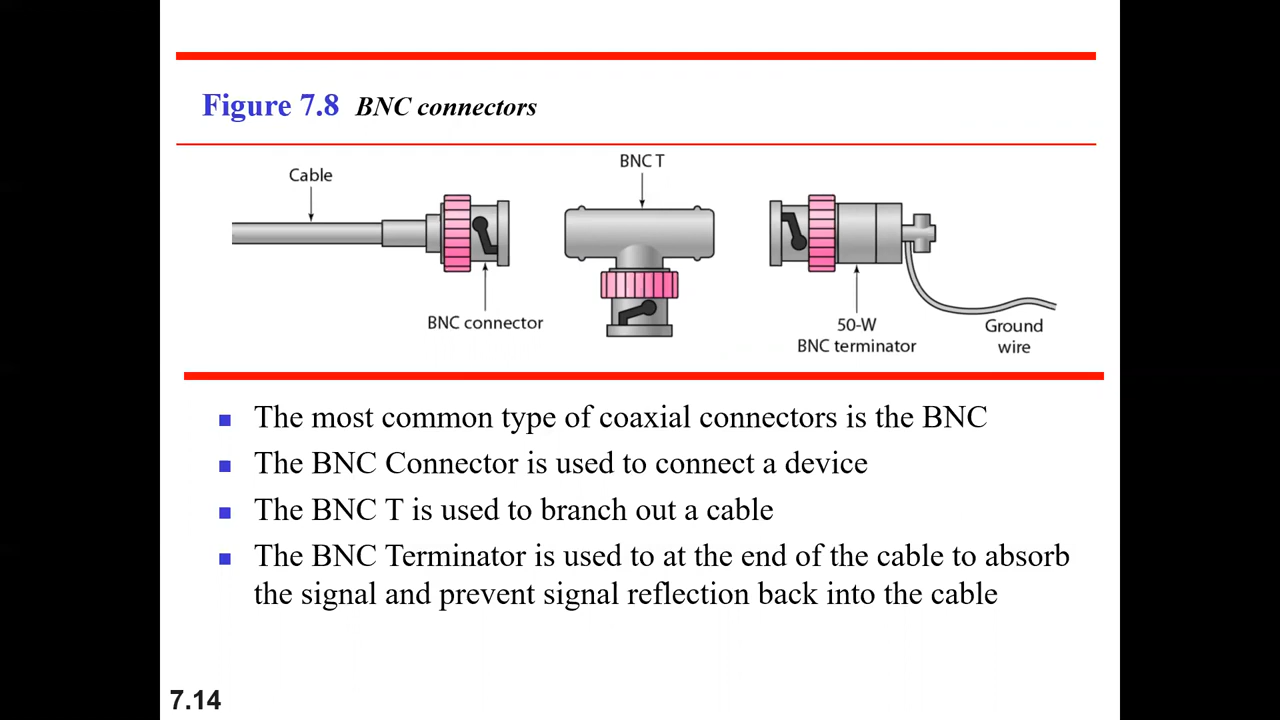 Figure 7.8 BNC connectors
Cable
BNC T
BNC connector
50-W
BNC terminator
Ground
wire
The most common type of coaxial connectors is the BNC
The BNC Connector is used to connect a device
The BNC T is used to branch out a cable
The BNC Terminator is used to at the end of the cable to absorb
the signal and prevent signal reflection back into the cable
7.14